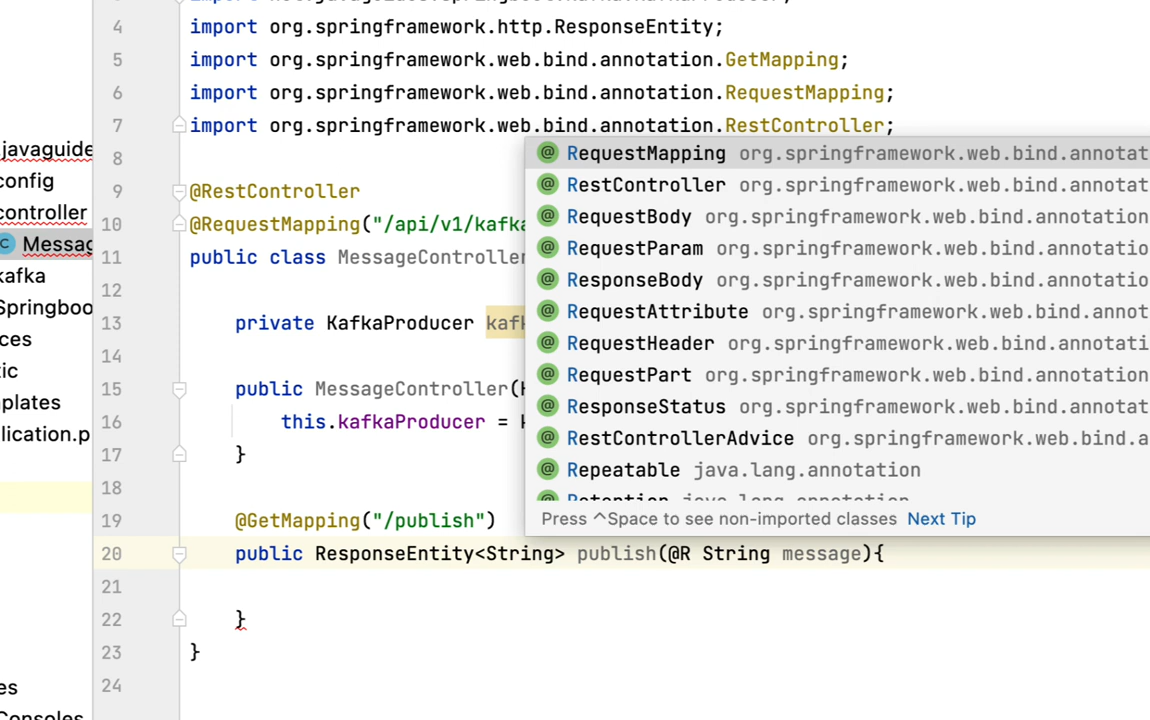 4 import org.springframework.http.ResponseEntity;
5 import org.springframework.web.bind.annotation.GetMapping;
6 import org.springframework.web.bind.annotation.RequestMapping;
7 import org.springframework.web.bind.annotation.RestController;
8
9 @RestController
10 @RequestMapping("/api/v1/kafka
11 public class MessageController
12
13 private KafkaProducer kafk
14
15 public MessageController(
16 this.kafkaProducer =
17 }
18
19 @GetMapping("/publish")
20 public ResponseEntity<String> publish(@R String message){
21
22 }
23 }
24
javaguide
config
controller
C Messag
kafka
Springboo
ces
tic
plates
lication.p
es
Consoles
@ RequestMapping org.springframework.web.bind.annotat
@ RestController org.springframework.web.bind.annotat
@ RequestBody org.springframework.web.bind.annotation
@ RequestParam org.springframework.web.bind.annotatio
@ ResponseBody org.springframework.web.bind.annotatio
@ RequestAttribute org.springframework.web.bind.annot
@ RequestHeader org.springframework.web.bind.annotati
@ RequestPart org.springframework.web.bind.annotation
@ ResponseStatus org.springframework.web.bind.annotat
@ RestControllerAdvice org.springframework.web.bind.a
@ Repeatable java.lang.annotation
@ Retention java.lang.annotation
Press ^Space to see non-imported classes Next Tip